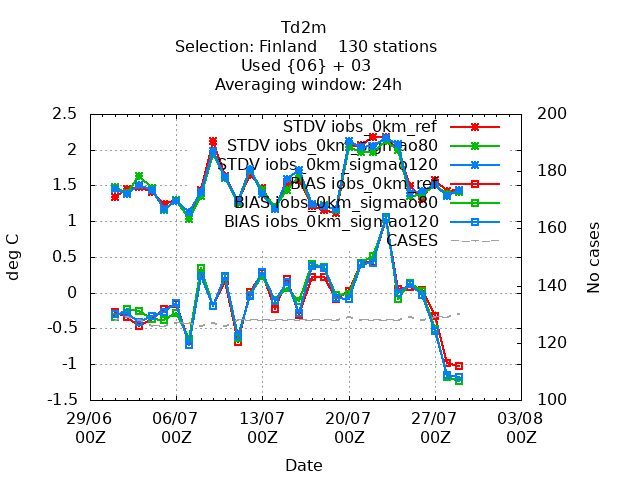 Td2m
Selection: Finland    130 stations
Used {06} + 03
Averaging window: 24h
2.5
2
1.5
1
0.5
0
-0.5
-1
-1.5
200
180
160
140
120
100
deg C
No cases
STDV iobs_0km_ref
STDV iobs_0km_sigmao80
STDV iobs_0km_sigmao120
BIAS iobs_0km_ref
BIAS iobs_0km_sigmao80
BIAS iobs_0km_sigmao120
CASES
29/06 06/07 13/07 20/07 27/07 03/08
00Z 00Z 00Z 00Z 00Z 00Z
Date